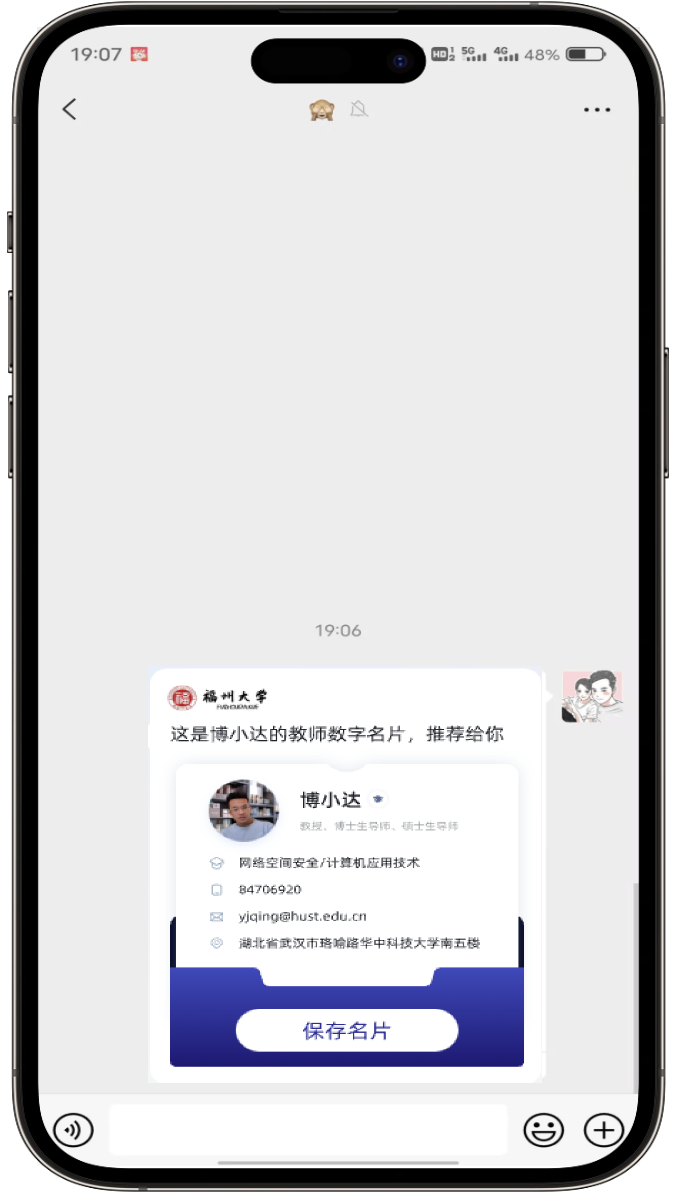 19:07
HD 1 2 5G 4G 48%
19:06
福州大学
这是博小达的教师数字名片，推荐给你
博小达
教授、博士生导师、硕士生导师
网络空间安全/计算机应用技术
84706920
yjqing@hust.edu.cn
湖北省武汉市珞喻路华中科技大学南五楼
保存名片